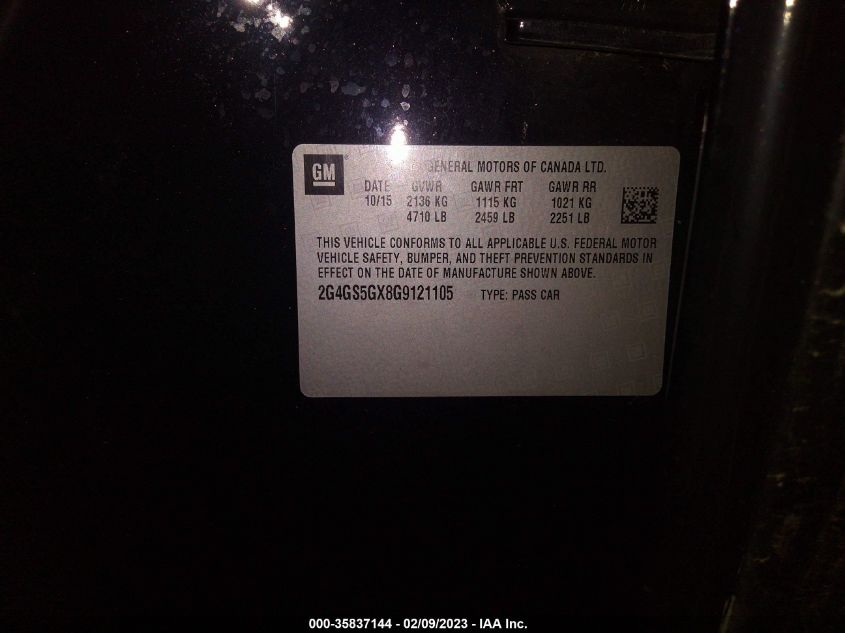 GM
GENERAL MOTORS OF CANADA LTD.
DATE GVWR GAWR FRT GAWR RR
10/15 2136 KG 1115 KG 1021 KG
4710 LB 2459 LB 2251 LB
THIS VEHICLE CONFORMS TO ALL APPLICABLE U.S. FEDERAL MOTOR
VEHICLE SAFETY, BUMPER, AND THEFT PREVENTION STANDARDS IN
EFFECT ON THE DATE OF MANUFACTURE SHOWN ABOVE.
2G4GS5GX8G9121105 TYPE: PASS CAR
000-35837144 - 02/09/2023 - IAA Inc.